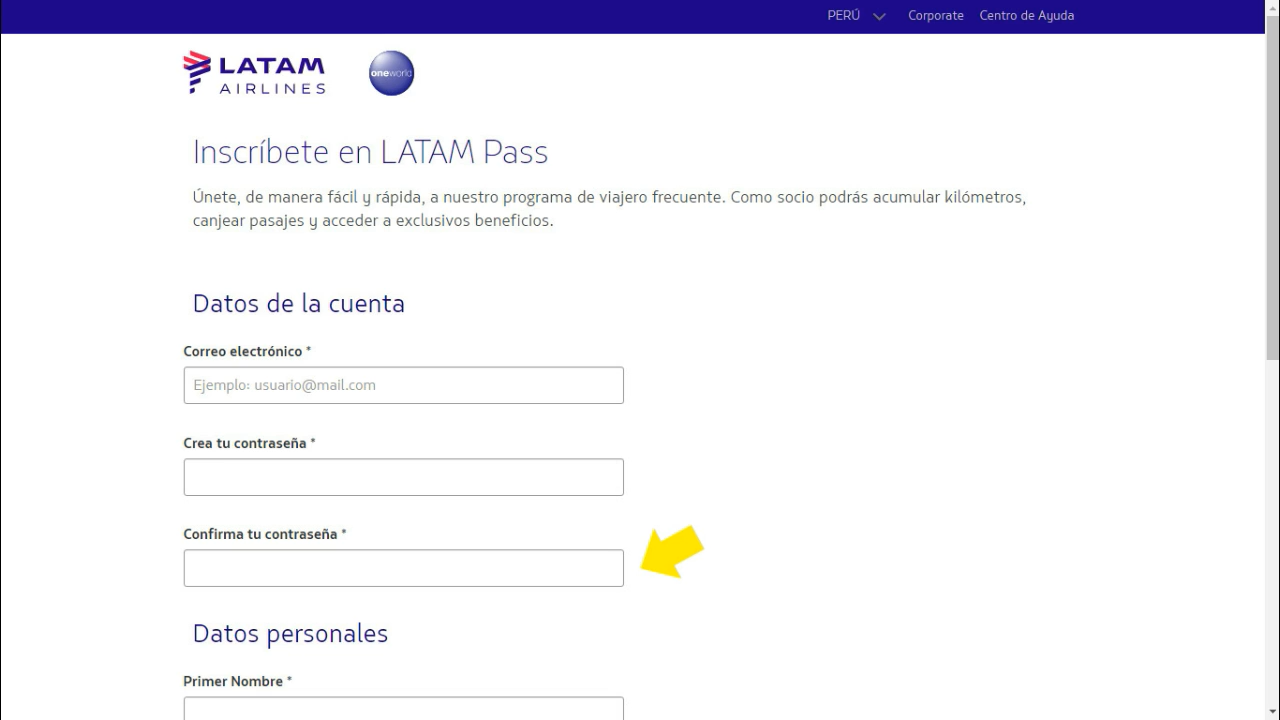 PERÚ Corporate Centro de Ayuda
LATAM
AIRLINES
oneworld
Inscríbete en LATAM Pass
Únete, de manera fácil y rápida, a nuestro programa de viajero frecuente. Como socio podrás acumular kilómetros,
canjear pasajes y acceder a exclusivos beneficios.
Datos de la cuenta
Correo electrónico *
Ejemplo: usuario@mail.com
Crea tu contraseña *
Confirma tu contraseña *
Datos personales
Primer Nombre *